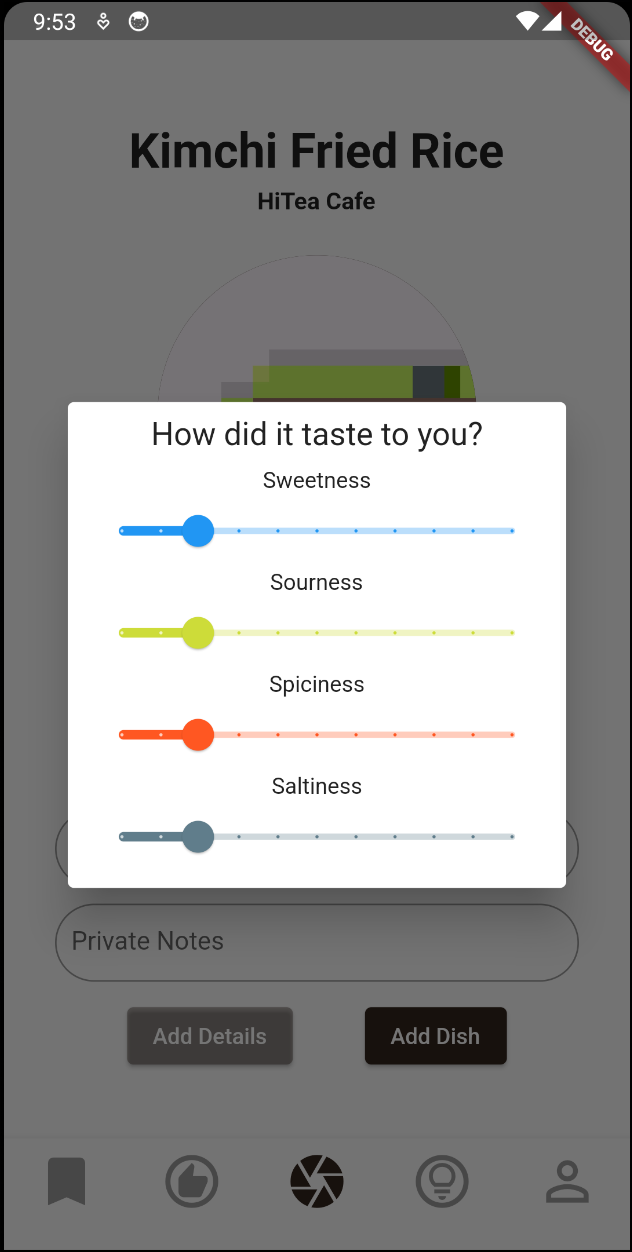 9:53
DEBUG
Kimchi Fried Rice
HiTea Cafe
How did it taste to you?
Sweetness
Sourness
Spiciness
Saltiness
Private Notes
Add Details
Add Dish